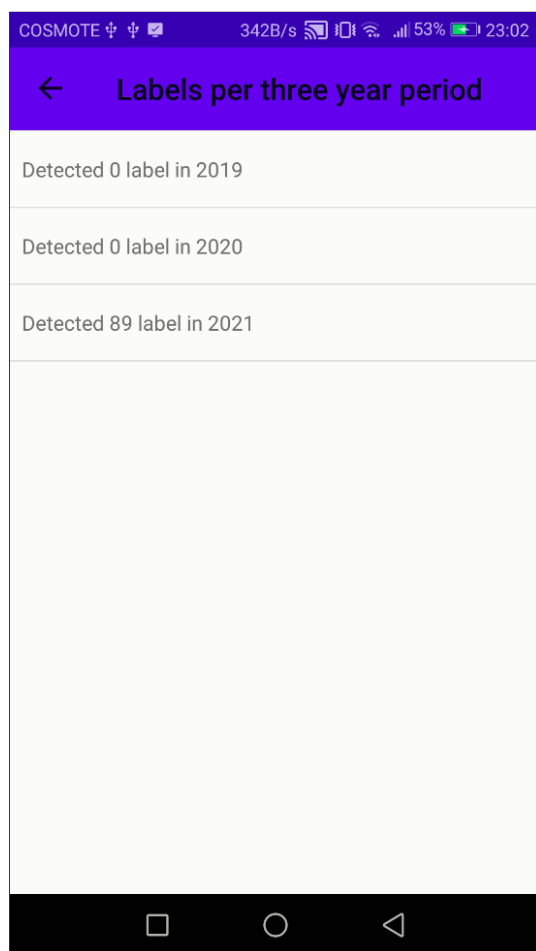 COSMOTE 342B/s 53% 23:02
Labels per three year period
Detected 0 label in 2019
Detected 0 label in 2020
Detected 89 label in 2021